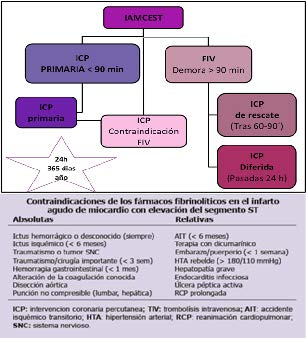 IAMCEST
ICP
PRIMARIA < 90 min
FIV
Demora > 90 min
ICP
primaria
ICP
Contraindicación
FIV
ICP
de rescate
(Tras 60-90´)
ICP
Diferida
(Pasadas 24 h)
24h
365 dias
año
Contraindicaciones de los fármacos fibrinolíticos en el infarto
agudo de miocardio con elevación del segmento ST
Absolutas Relativas
Ictus hemorrágico o desconocido (siempre) AIT (< 6 meses)
Ictus isquémico (< 6 meses) Terapia con dicumarínico
Traumatismo o tumor SNC Embarazo/puerperio (< 1 semana)
Traumatismo/cirugía importante (< 3 sem) HTA rebelde (> 180/110 mmHg)
Hemorragia gastrointestinal (< 1 mes) Hepatopatía grave
Alteración de la coagulación conocida Endocarditis infecciosa
Disección aórtica Úlcera péptica activa
Punción no compresible (lumbar, hepática) RCP prolongada
ICP: intervencion coronaria percutanea; TIV: trombolisis intravenosa; AIT: accidente
isquémico transitorio; HTA: hipertensión arterial; RCP: reanimación cardiopulmonar;
SNC: sistema nervioso.